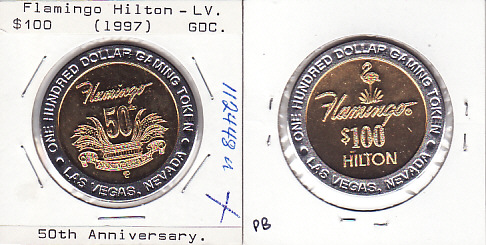 Flamingo Hilton - LV.
$100 (1997) GDC.
ONE HUNDRED DOLLAR GAMING TOKEN
Flamingo
50th
LAS VEGAS, NEVADA
50th Anniversary.
112448 u
ONE HUNDRED DOLLAR GAMING TOKEN
Flamingo
$100
HILTON
LAS VEGAS, NEVADA
PB